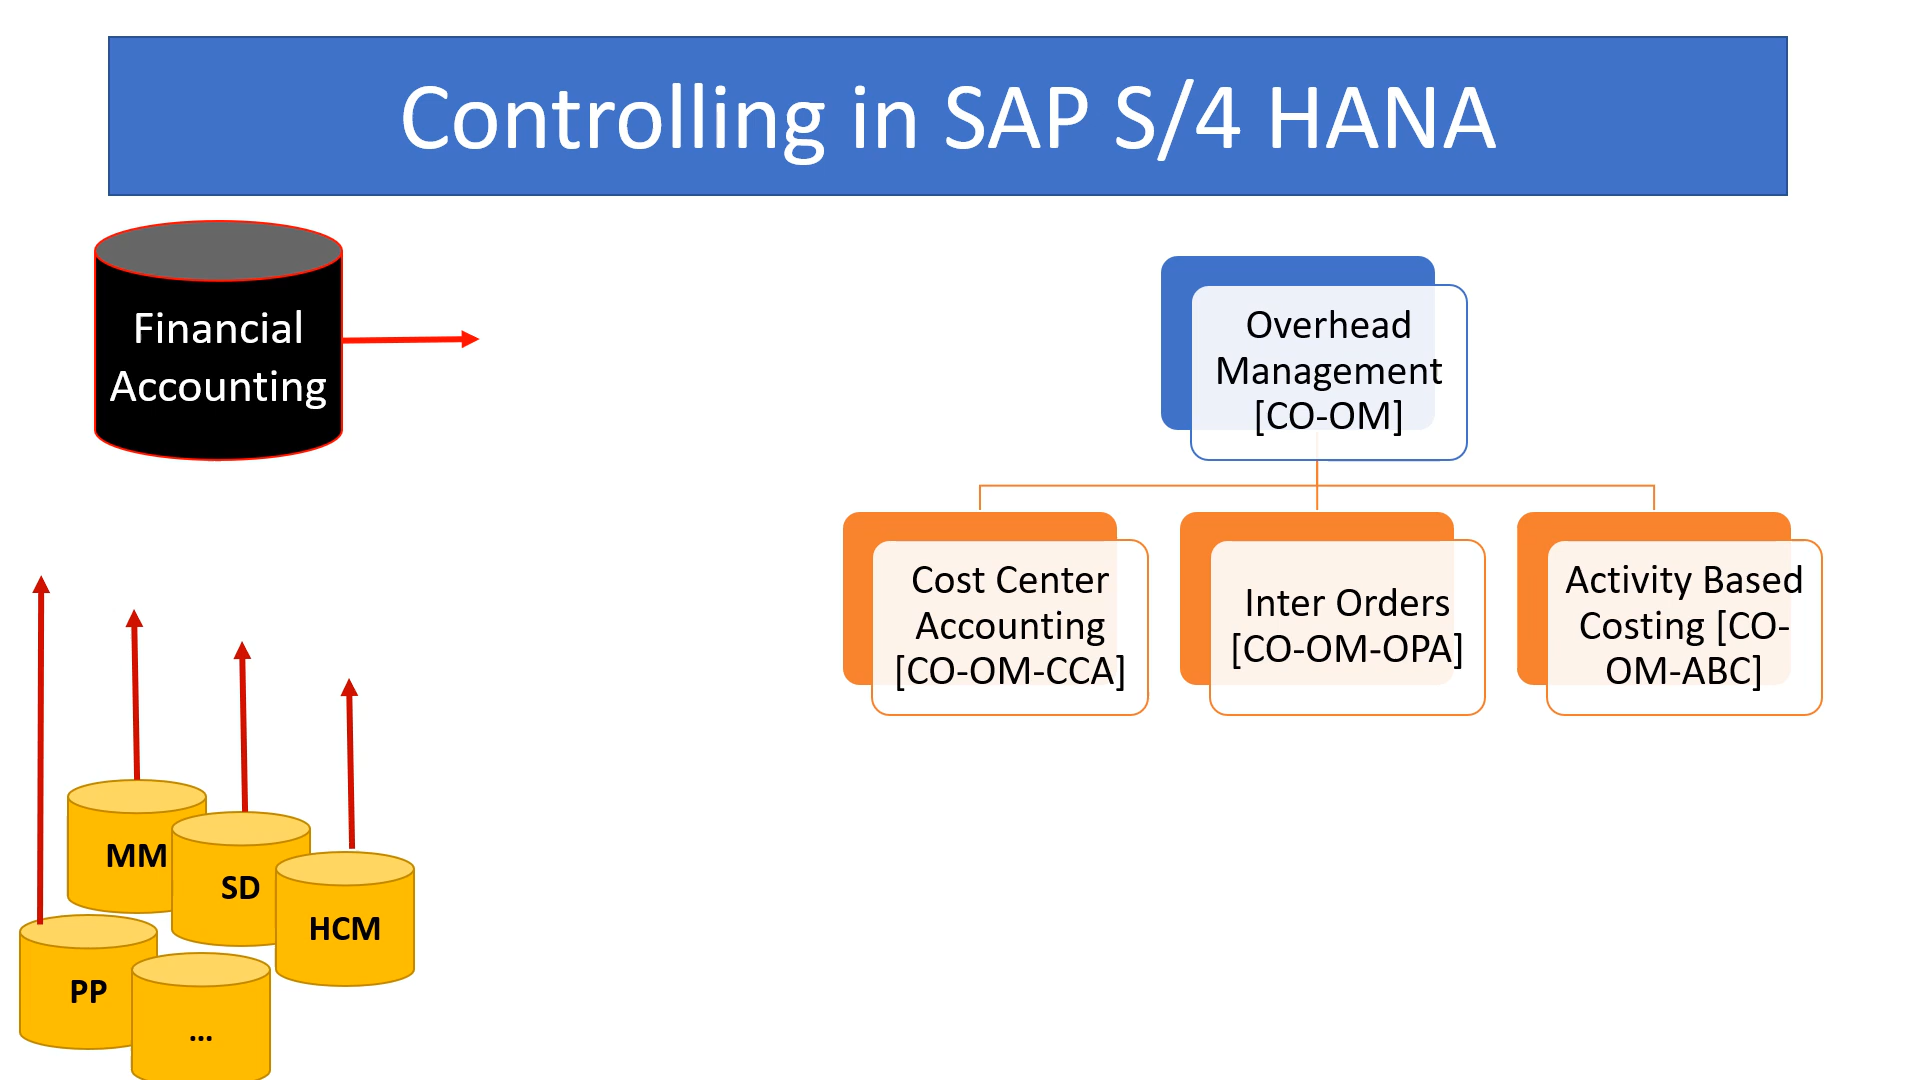 Controlling in SAP S/4 HANA
Financial
Accounting
Overhead
Management
[CO-OM]
Cost Center
Accounting
[CO-OM-CCA]
Inter Orders
[CO-OM-OPA]
Activity Based
Costing [CO-
OM-ABC]
MM
SD
HCM
PP
...